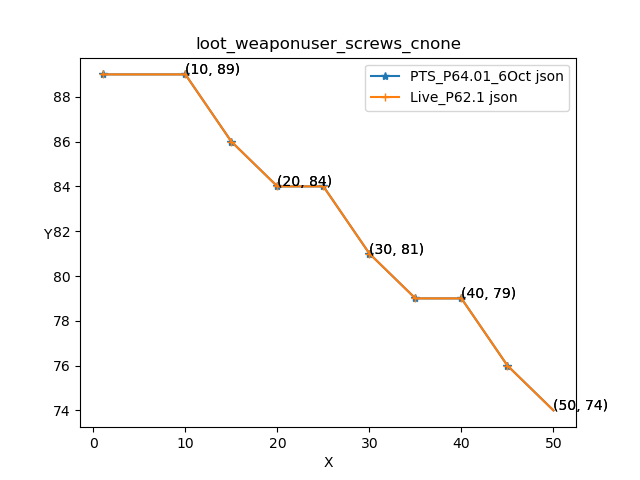 loot_weaponuser_screws_cnone
PTS_P64.01_6Oct json
Live_P62.1 json
(10, 89)
(20, 84)
(30, 81)
(40, 79)
(50, 74)
Y
88
86
84
82
80
78
76
74
0 10 20 30 40 50
X